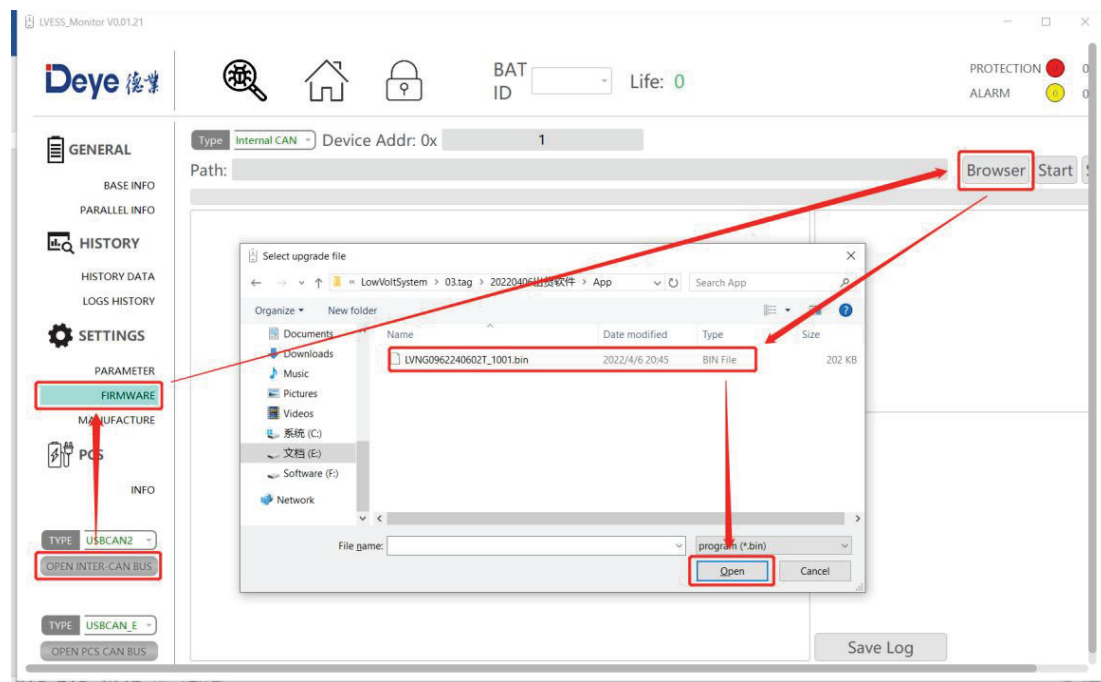 LVESS_Monitor V0.01.21
Deye 德業
BAT ID
Life: 0
PROTECTION
ALARM 0
GENERAL
BASE INFO
PARALLEL INFO
HISTORY
HISTORY DATA
LOGS HISTORY
SETTINGS
PARAMETER
FIRMWARE
MANUFACTURE
PCS
INFO
TYPE USBCAN2
OPEN INTER-CAN BUS
TYPE USBCAN_E
OPEN PCS CAN BUS
Type Internal CAN Device Addr: 0x 1
Path: Browser Start
Select upgrade file
« LowVoltSystem > 03.tag > 20220406出货软件 > App Search App
Organize New folder
Documents
Downloads
Music
Pictures
Videos
系统 (C:)
文档 (E:)
Software (F:)
Network
Name Date modified Type Size
LVNG0962240602T_1001.bin 2022/4/6 20:45 BIN File 202 KB
File name: program (*.bin)
Open Cancel
Save Log